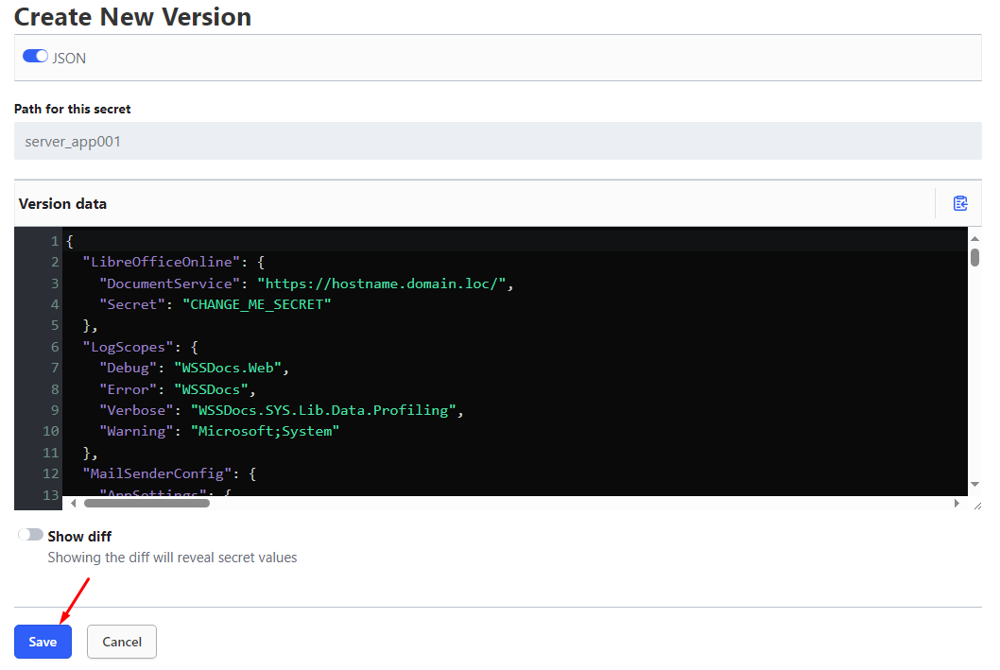 Create New Version
JSON
Path for this secret
server_app001
Version data
1 {
2 "LibreOfficeOnline": {
3 "DocumentService": "https://hostname.domain.loc/",
4 "Secret": "CHANGE_ME_SECRET"
5 },
6 "LogScopes": {
7 "Debug": "WSSDocs.Web",
8 "Error": "WSSDocs",
9 "Verbose": "WSSDocs.SYS.Lib.Data.Profiling",
10 "Warning": "Microsoft;System"
11 },
12 "MailSenderConfig": {
13 "AppSettings": {
Show diff
Showing the diff will reveal secret values
Save Cancel